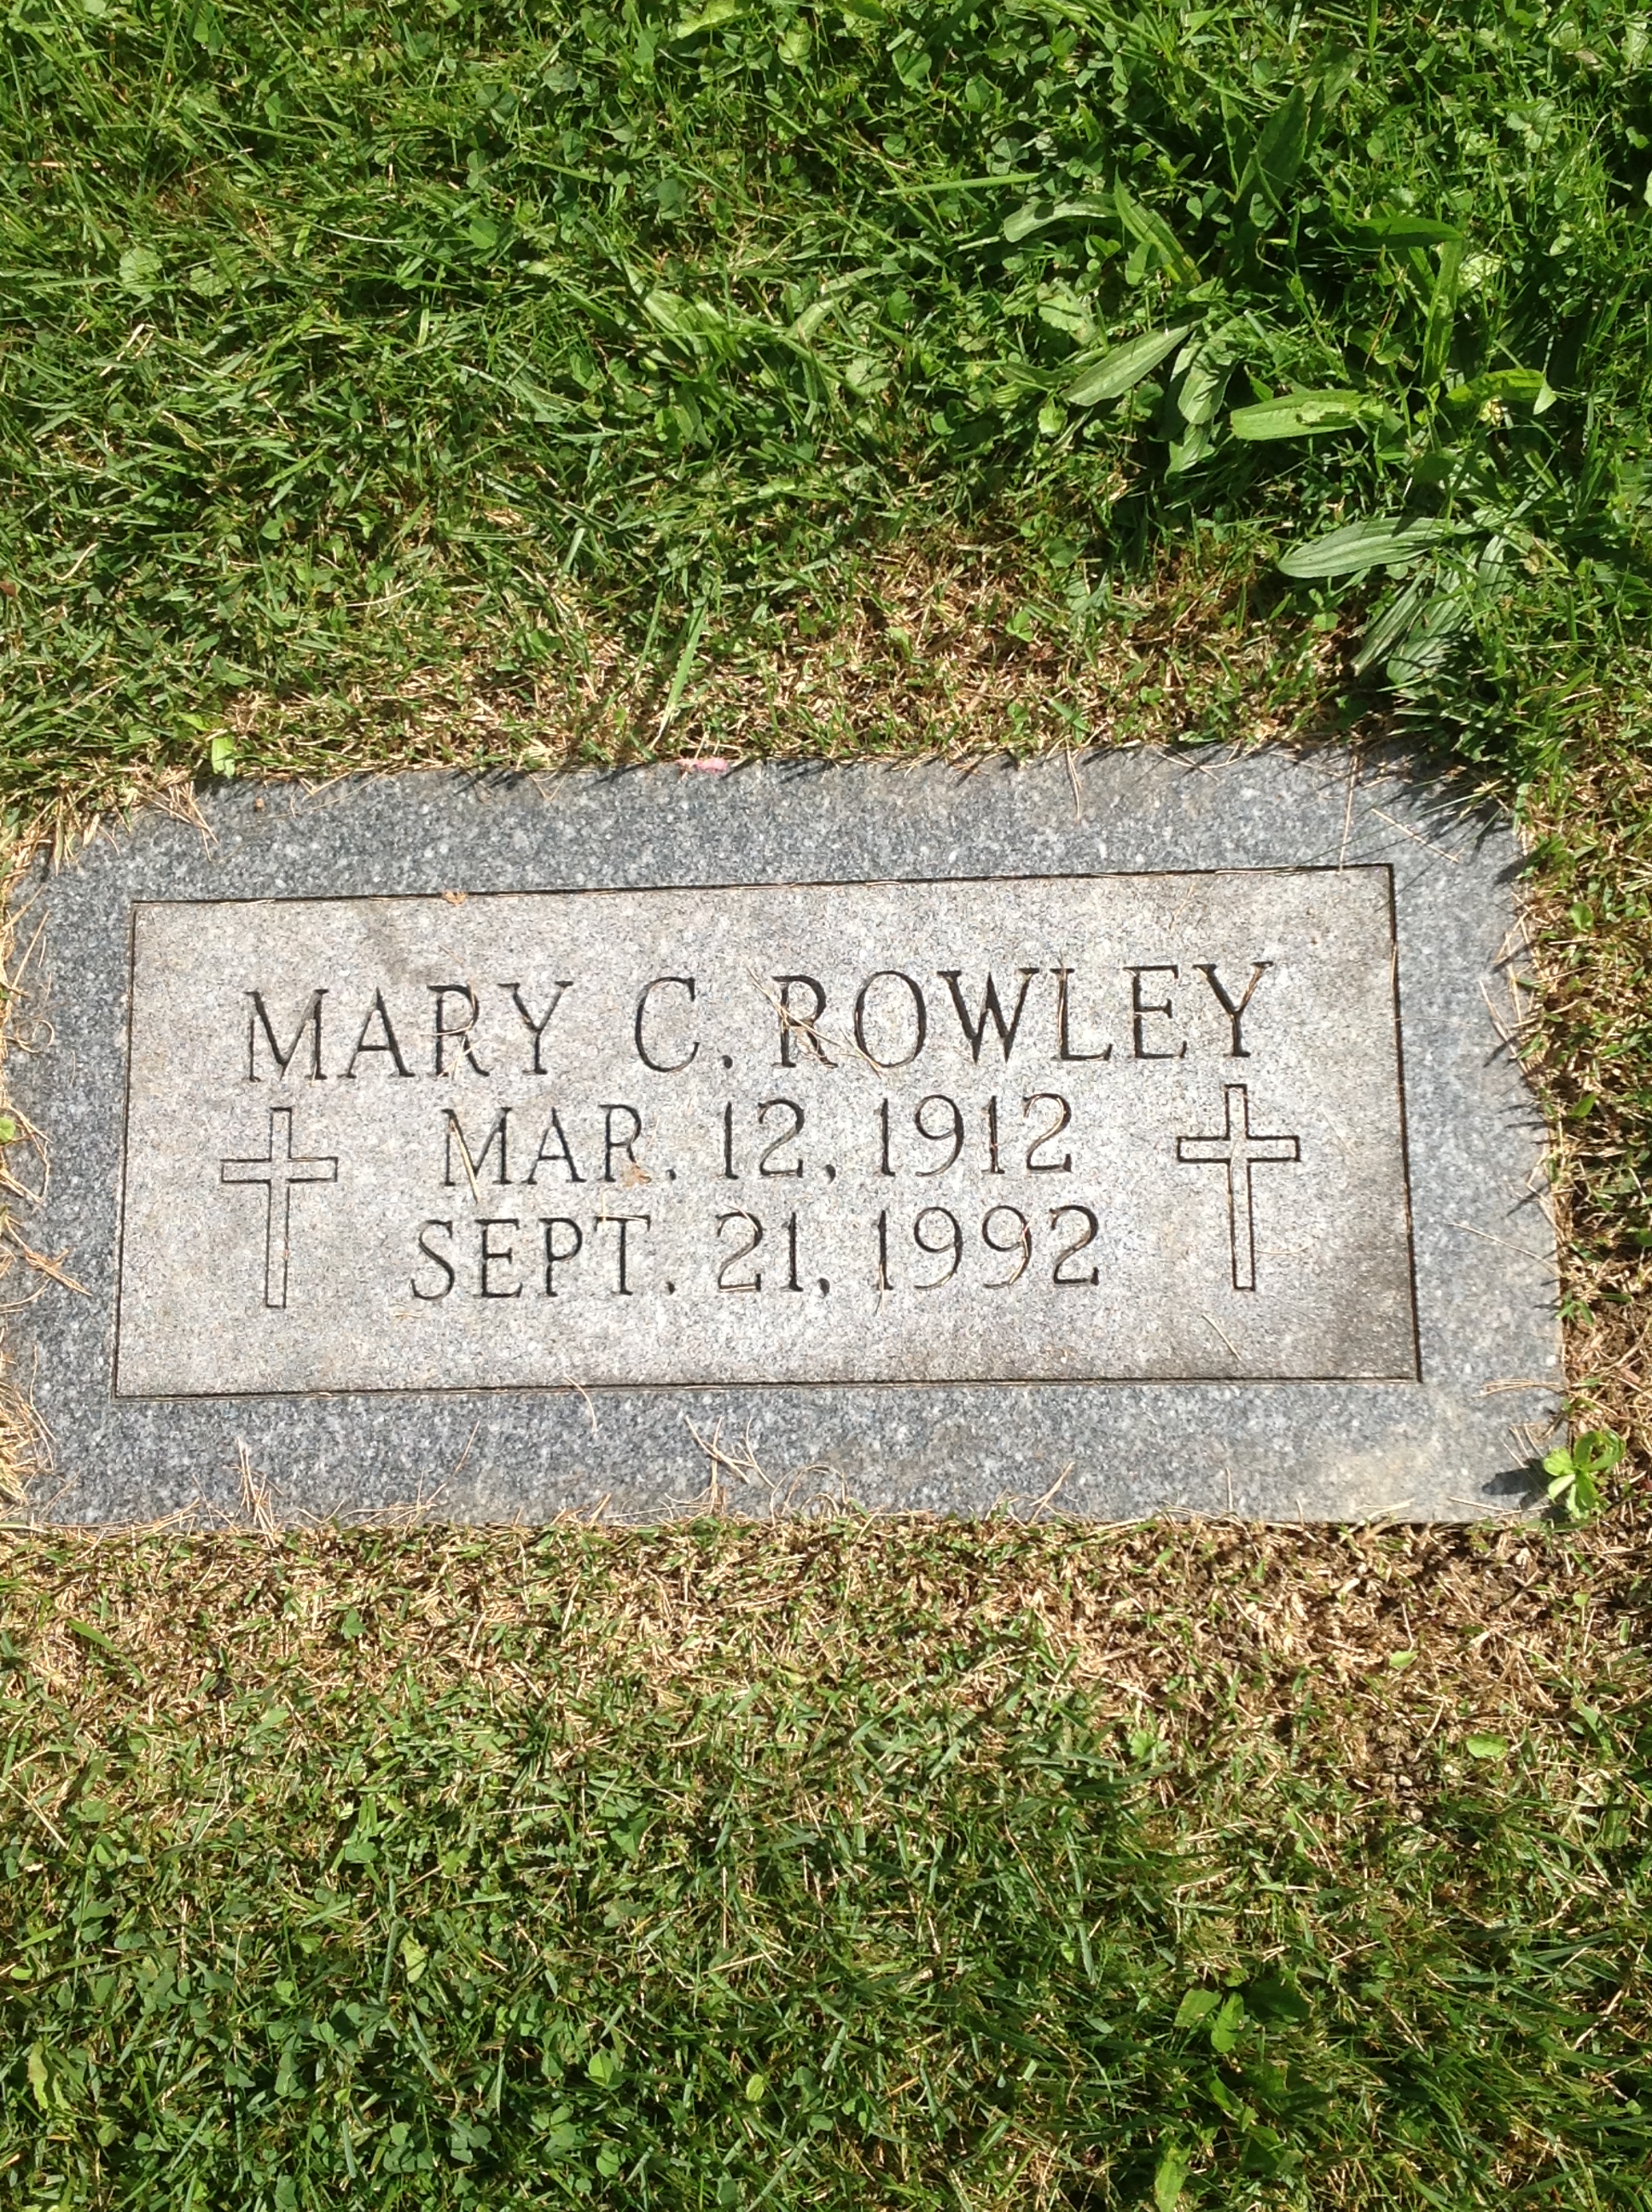 MARY C. ROWLEY
MAR. 12, 1912
SEPT. 21, 1992